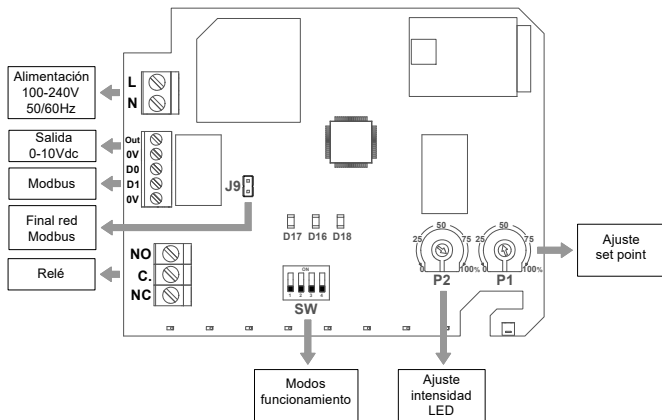 Alimentación
100-240V
50/60Hz
L
N
Salida
0-10Vdc
Out
0V
D0
D1
0V
Modbus
J9
Final red
Modbus
D17 D16 D18
NO
C.
NC
Relé
ON
1 2 3 4
SW
0
25
50
75
100%
P2
0
25
50
75
100%
P1
Ajuste
set point
Modos
funcionamiento
Ajuste
intensidad
LED